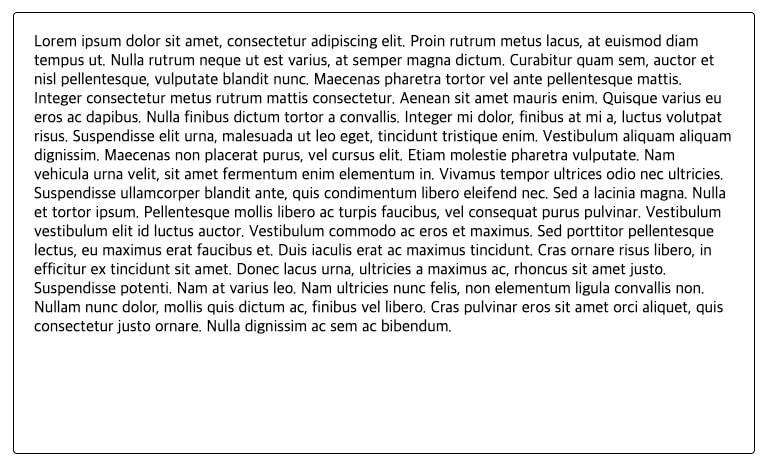 Lorem ipsum dolor sit amet, consectetur adipiscing elit. Proin rutrum metus lacus, at euismod diam
tempus ut. Nulla rutrum neque ut est varius, at semper magna dictum. Curabitur quam sem, auctor et
nisl pellentesque, vulputate blandit nunc. Maecenas pharetra tortor vel ante pellentesque mattis.
Integer consectetur metus rutrum mattis consectetur. Aenean sit amet mauris enim. Quisque varius eu
eros ac dapibus. Nulla finibus dictum tortor a convallis. Integer mi dolor, finibus at mi a, luctus volutpat
risus. Suspendisse elit urna, malesuada ut leo eget, tincidunt tristique enim. Vestibulum aliquam aliquam
dignissim. Maecenas non placerat purus, vel cursus elit. Etiam molestie pharetra vulputate. Nam
vehicula urna velit, sit amet fermentum enim elementum in. Vivamus tempor ultrices odio nec ultricies.
Suspendisse ullamcorper blandit ante, quis condimentum libero eleifend nec. Sed a lacinia magna. Nulla
et tortor ipsum. Pellentesque mollis libero ac turpis faucibus, vel consequat purus pulvinar. Vestibulum
vestibulum elit id luctus auctor. Vestibulum commodo ac eros et maximus. Sed porttitor pellentesque
lectus, eu maximus erat faucibus et. Duis iaculis erat ac maximus tincidunt. Cras ornare risus libero, in
efficitur ex tincidunt sit amet. Donec lacus urna, ultricies a maximus ac, rhoncus sit amet justo.
Suspendisse potenti. Nam at varius leo. Nam ultricies nunc felis, non elementum ligula convallis non.
Nullam nunc dolor, mollis quis dictum ac, finibus vel libero. Cras pulvinar eros sit amet orci aliquet, quis
consectetur justo ornare. Nulla dignissim ac sem ac bibendum.